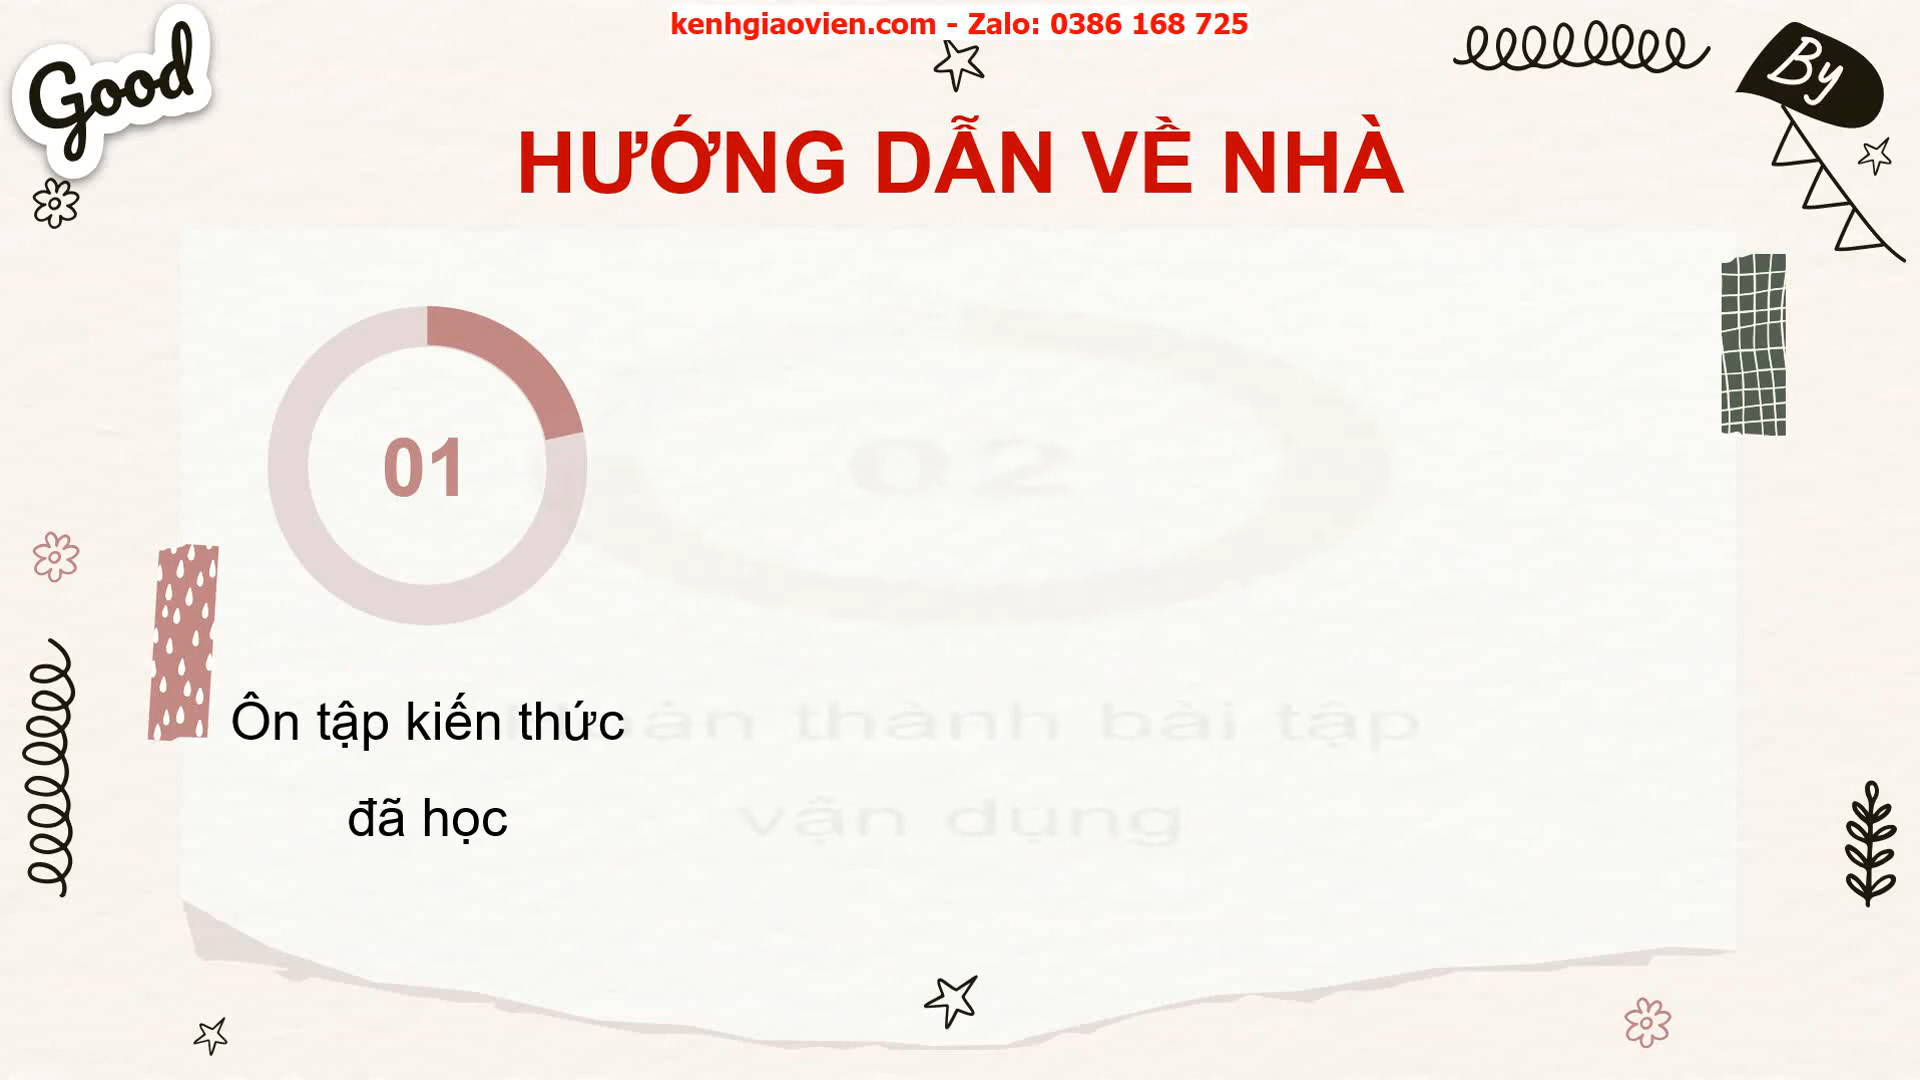 kenhgiaovien.com - Zalo: 0386 168 725
Good
By
HƯỚNG DẪN VỀ NHÀ
01
02
Ôn tập kiến thức
đã học
Hoàn thành bài tập
vận dụng